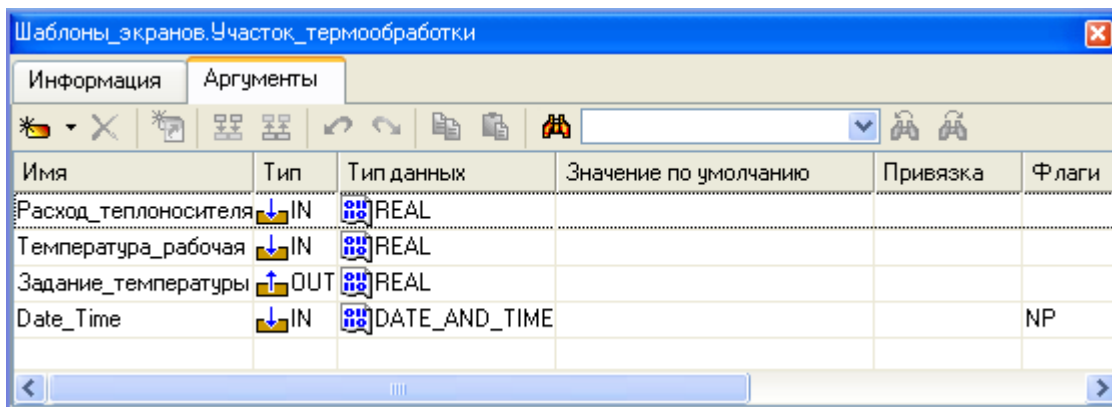 Шаблоны_экранов.Участок_термообработки
Информация Аргументы
Имя Тип Тип данных Значение по умолчанию Привязка Флаги
Расход_теплоносителя IN REAL
Температура_рабочая IN REAL
Задание_температуры OUT REAL
Date_Time IN DATE_AND_TIME NP